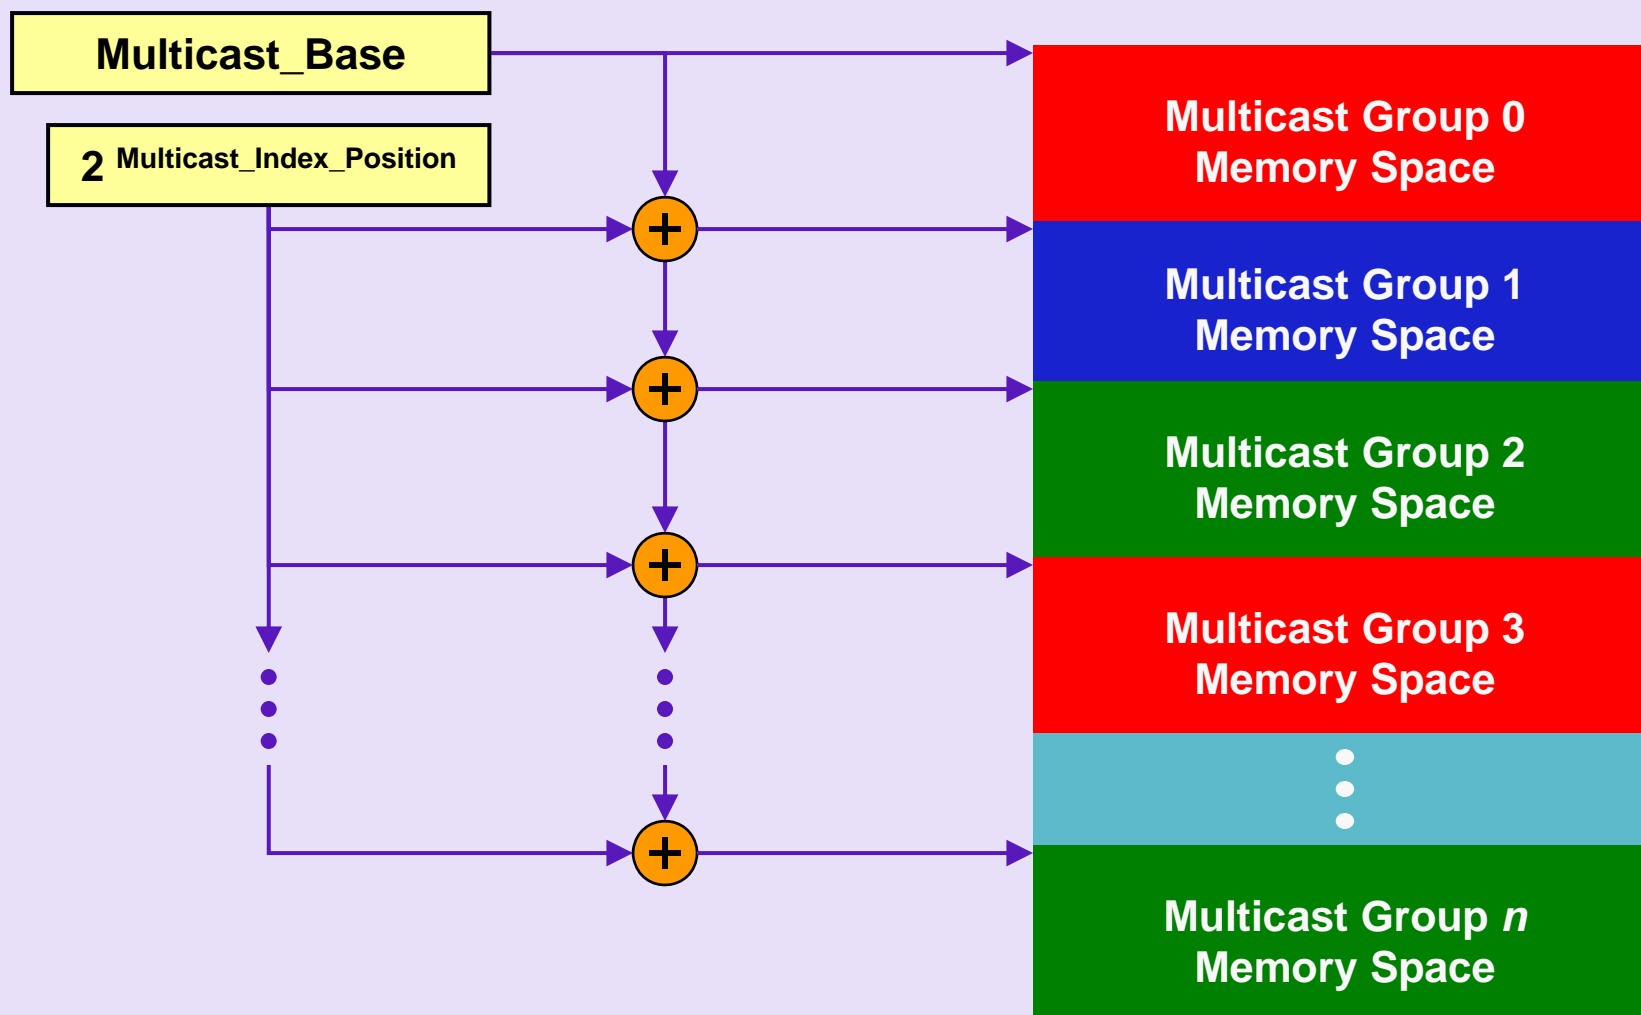 Multicast_Base
2 Multicast_Index_Position
Multicast Group 0
Memory Space
+
Multicast Group 1
Memory Space
+
Multicast Group 2
Memory Space
+
Multicast Group 3
Memory Space
+
Multicast Group n
Memory Space